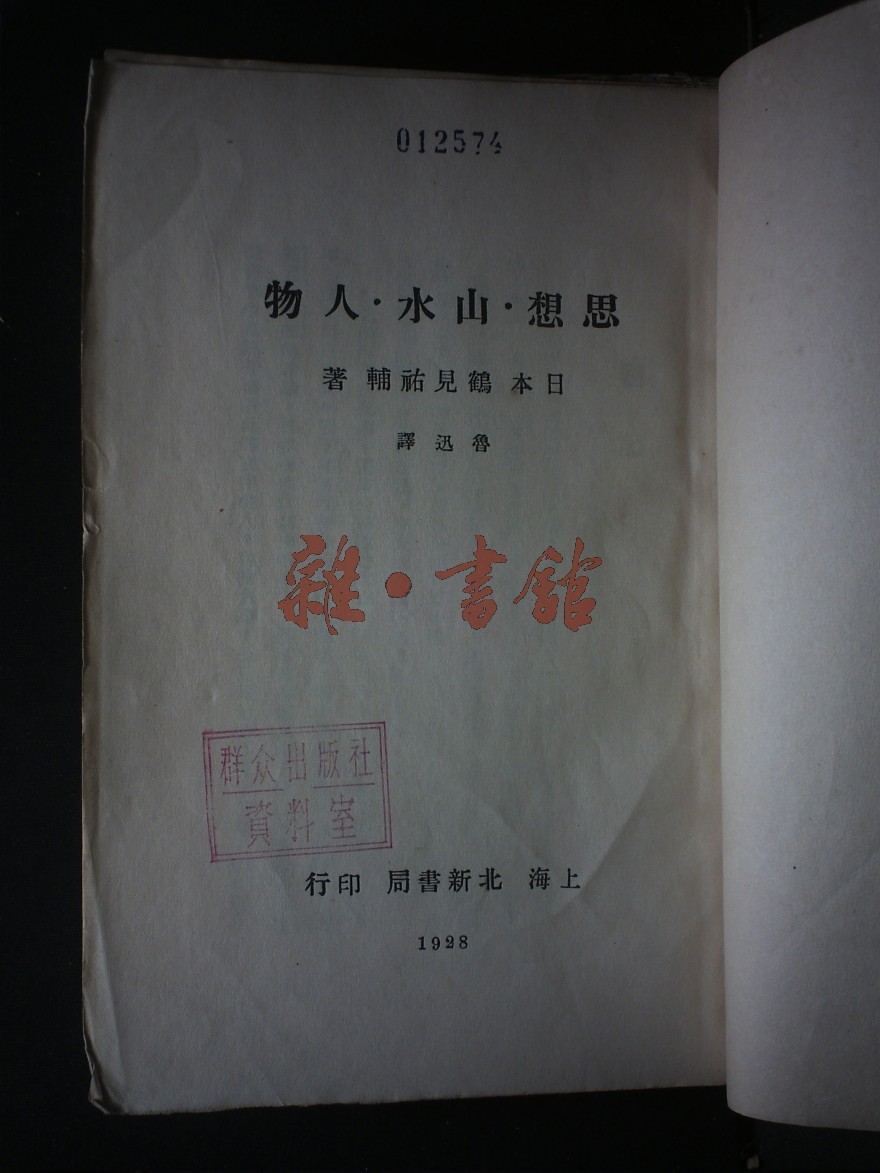 012574
思想·山水·人物
日本 鶴見祐輔 著
魯迅譯
雜·書館
群众出版社
資料室
上海 北新書局 印行
1928